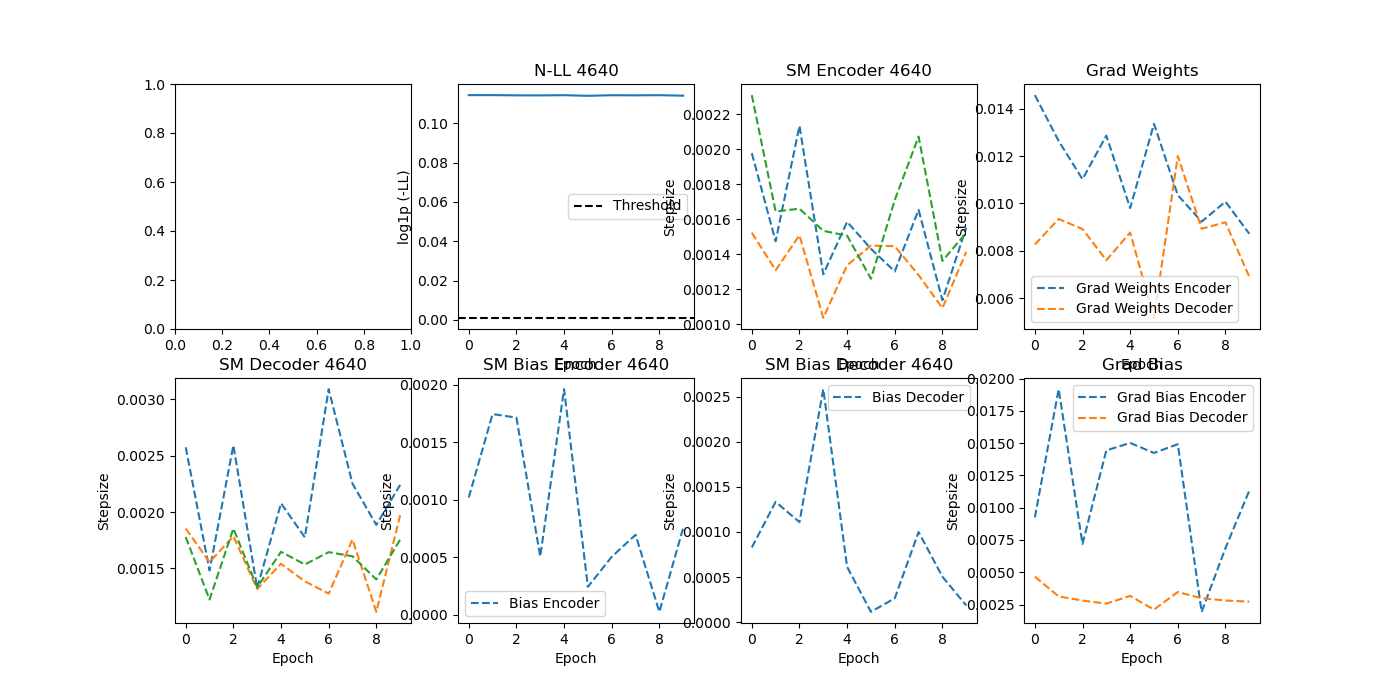 N-LL 4640
SM Encoder 4640
Grad Weights
1.0
0.8
0.6
0.4
0.2
0.0
0.0 0.2 0.4 0.6 0.8 1.0
log1p (-LL)
0.10
0.08
0.06
0.04
0.02
0.00
Threshold
0 2 4 6 8
Epoch
Stepsize
0.0022
0.0020
0.0018
0.0016
0.0014
0.0012
0.0010
0 2 4 6 8
Epoch
Stepsize
0.014
0.012
0.010
0.008
0.006
Grad Weights Encoder
Grad Weights Decoder
0 2 4 6 8
Epoch
SM Decoder 4640
SM Bias Encoder 4640
SM Bias Decoder 4640
Grad Bias
Stepsize
0.0030
0.0025
0.0020
0.0015
0 2 4 6 8
Epoch
Stepsize
0.0020
0.0015
0.0010
0.0005
0.0000
Bias Encoder
0 2 4 6 8
Epoch
Stepsize
0.0025
0.0020
0.0015
0.0010
0.0005
0.0000
Bias Decoder
0 2 4 6 8
Epoch
Stepsize
0.0200
0.0175
0.0150
0.0125
0.0100
0.0075
0.0050
0.0025
Grad Bias Encoder
Grad Bias Decoder
0 2 4 6 8
Epoch